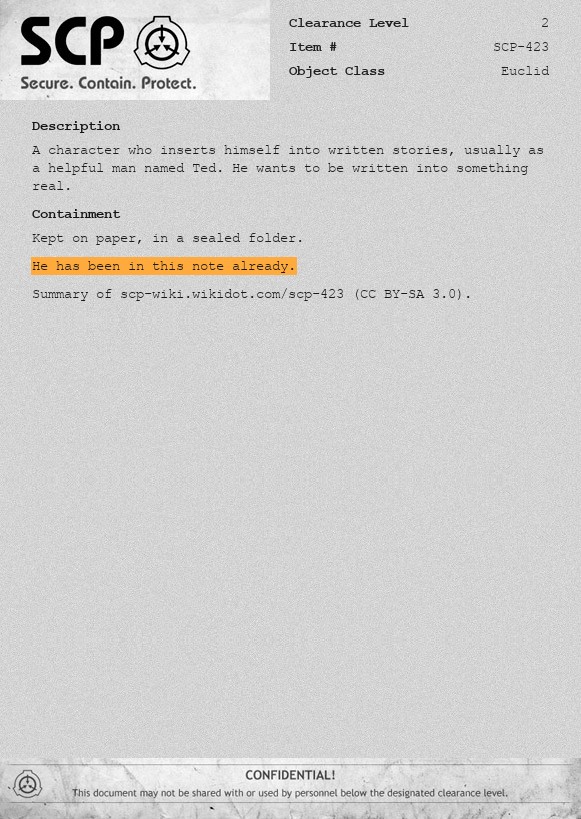 SCP
Secure. Contain. Protect.
Clearance Level 2
Item # SCP-423
Object Class Euclid
Description
A character who inserts himself into written stories, usually as
a helpful man named Ted. He wants to be written into something
real.
Containment
Kept on paper, in a sealed folder.
He has been in this note already.
Summary of scp-wiki.wikidot.com/scp-423 (CC BY-SA 3.0).
CONFIDENTIAL!
This document may not be shared with or used by personnel below the designated clearance level.